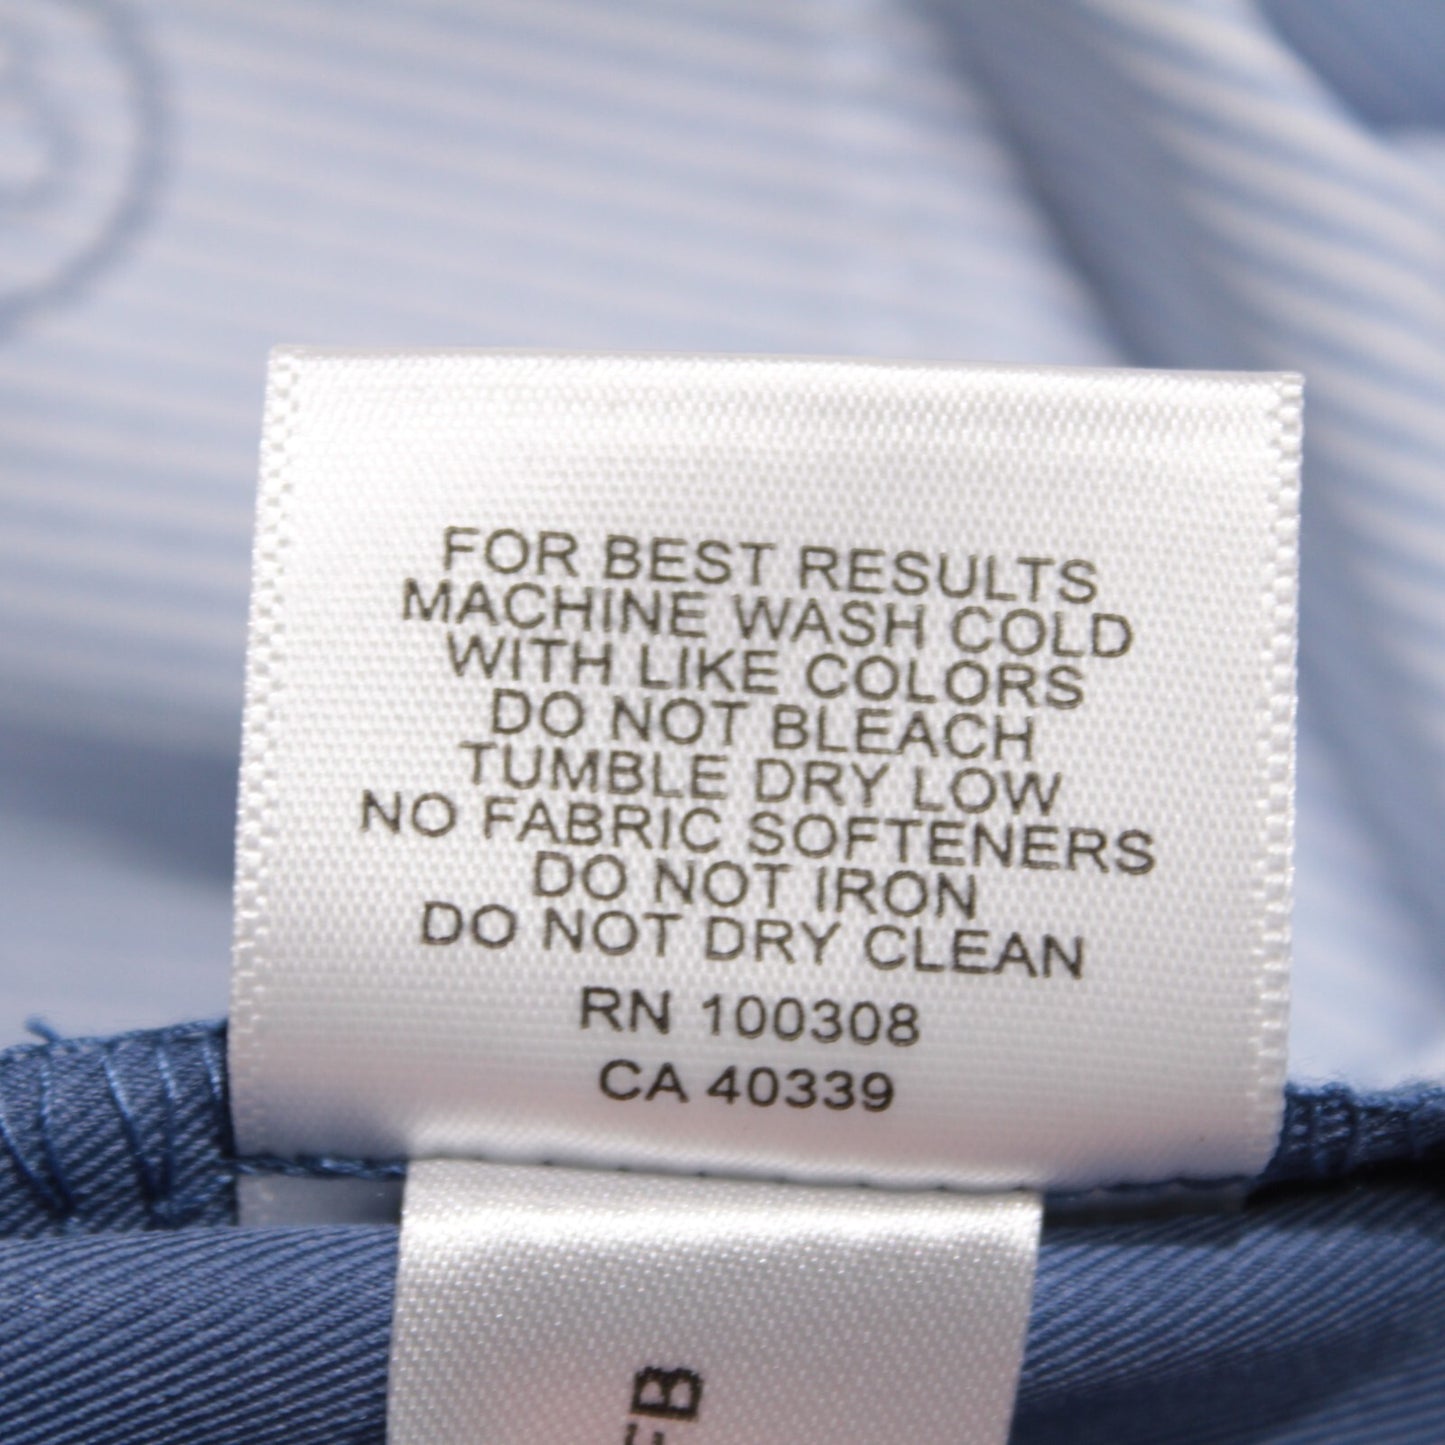 FOR BEST RESULTS
MACHINE WASH COLD
WITH LIKE COLORS
DO NOT BLEACH
TUMBLE DRY LOW
NO FABRIC SOFTENERS
DO NOT IRON
DO NOT DRY CLEAN
RN 100308
CA 40339